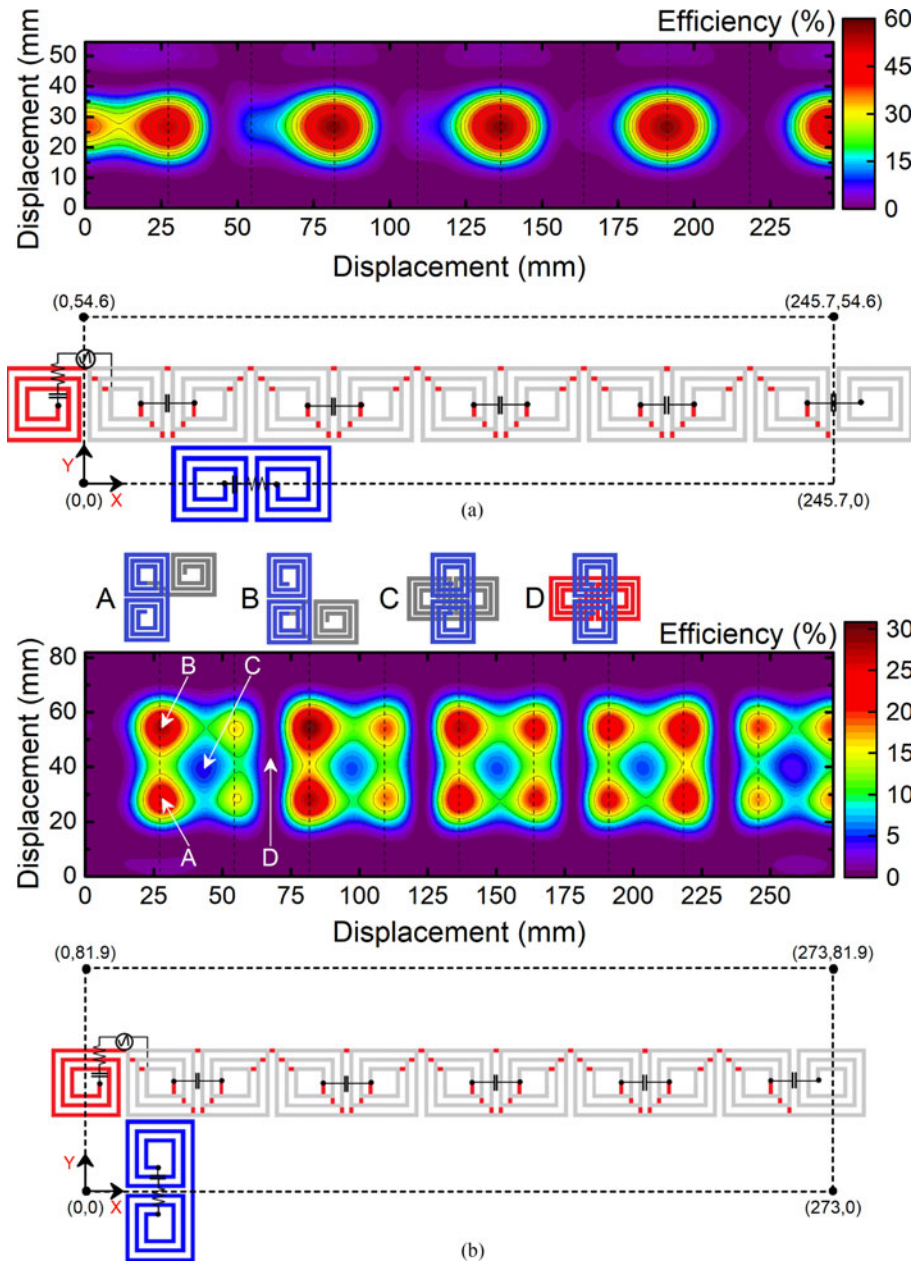 Efficiency (%)
Displacement (mm
50
40
30
20
10
0
60
45
30
15
0
0 25 50 75 100 125 150 175 200 225
Displacement (mm)
(0,54.6) (245.7,54.6)
Y
X
(0,0) (245.7,0)
(a)
A B C D
Efficiency (%)
Displacement (mm)
80
60
40
20
0
B C
A D
30
25
20
15
10
5
0
0 25 50 75 100 125 150 175 200 225 250
Displacement (mm)
(0,81.9) (273,81.9)
Y
X
(0,0) (273,0)
(b)